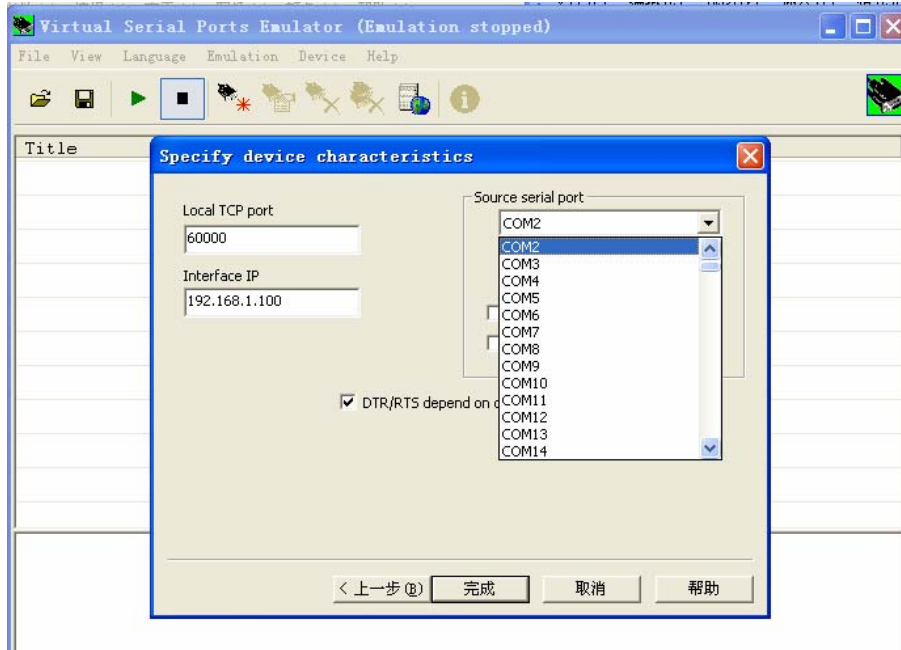 Virtual Serial Ports Emulator (Emulation stopped)
File View Language Emulation Device Help
Title
Specify device characteristics
Local TCP port
60000
Interface IP
192.168.1.100
Source serial port
COM2
COM2
COM3
COM4
COM5
COM6
COM7
COM8
COM9
COM10
COM11
COM12
COM13
COM14
DTR/RTS depend on
<上一步(B) 完成 取消 帮助